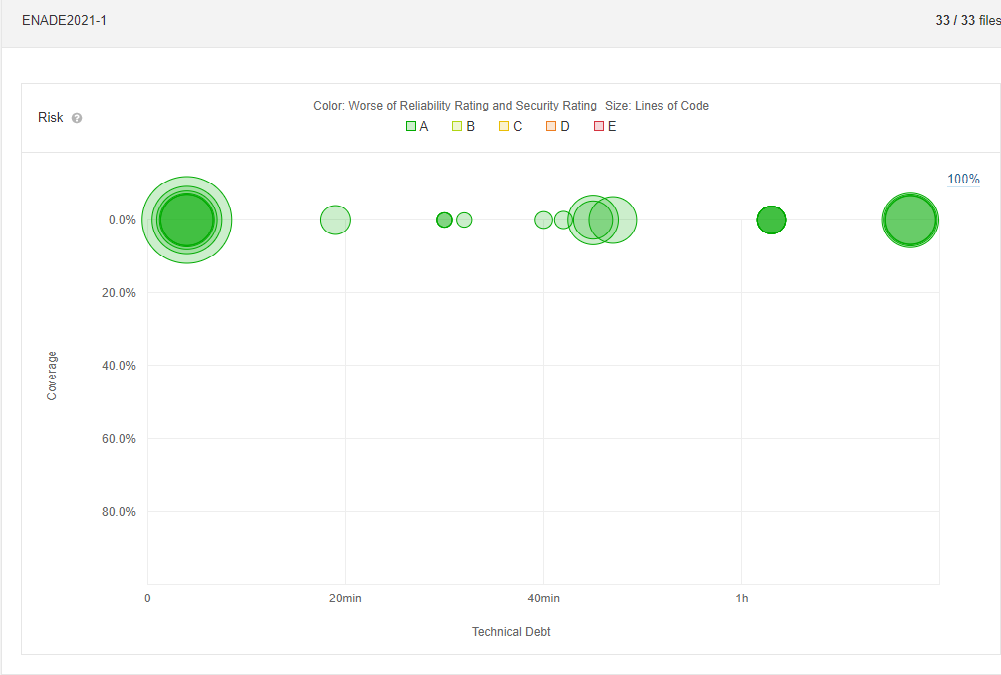 ENADE2021-1
33 / 33 files
Risk
Color: Worse of Reliability Rating and Security Rating Size: Lines of Code
A B C D E
100%
0.0%
20.0%
40.0%
60.0%
80.0%
Coverage
0 20min 40min 1h
Technical Debt